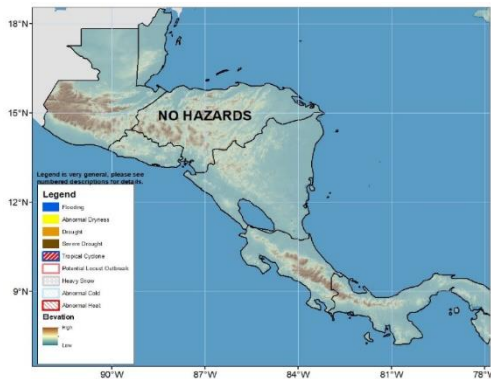 18°N
15°N
NO HAZARDS
Legend is very general, please see
numbered descriptions for details.
Legend
Flooding
Abnormal Dryness
Drought
Severe Drought
Tropical Cyclone
Potential Locust Outbreak
Heavy Snow
Abnormal Cold
Abnormal Heat
Elevation
High
Low
12°N
9°N
90°W
87°W
84°W
81°W
78°W